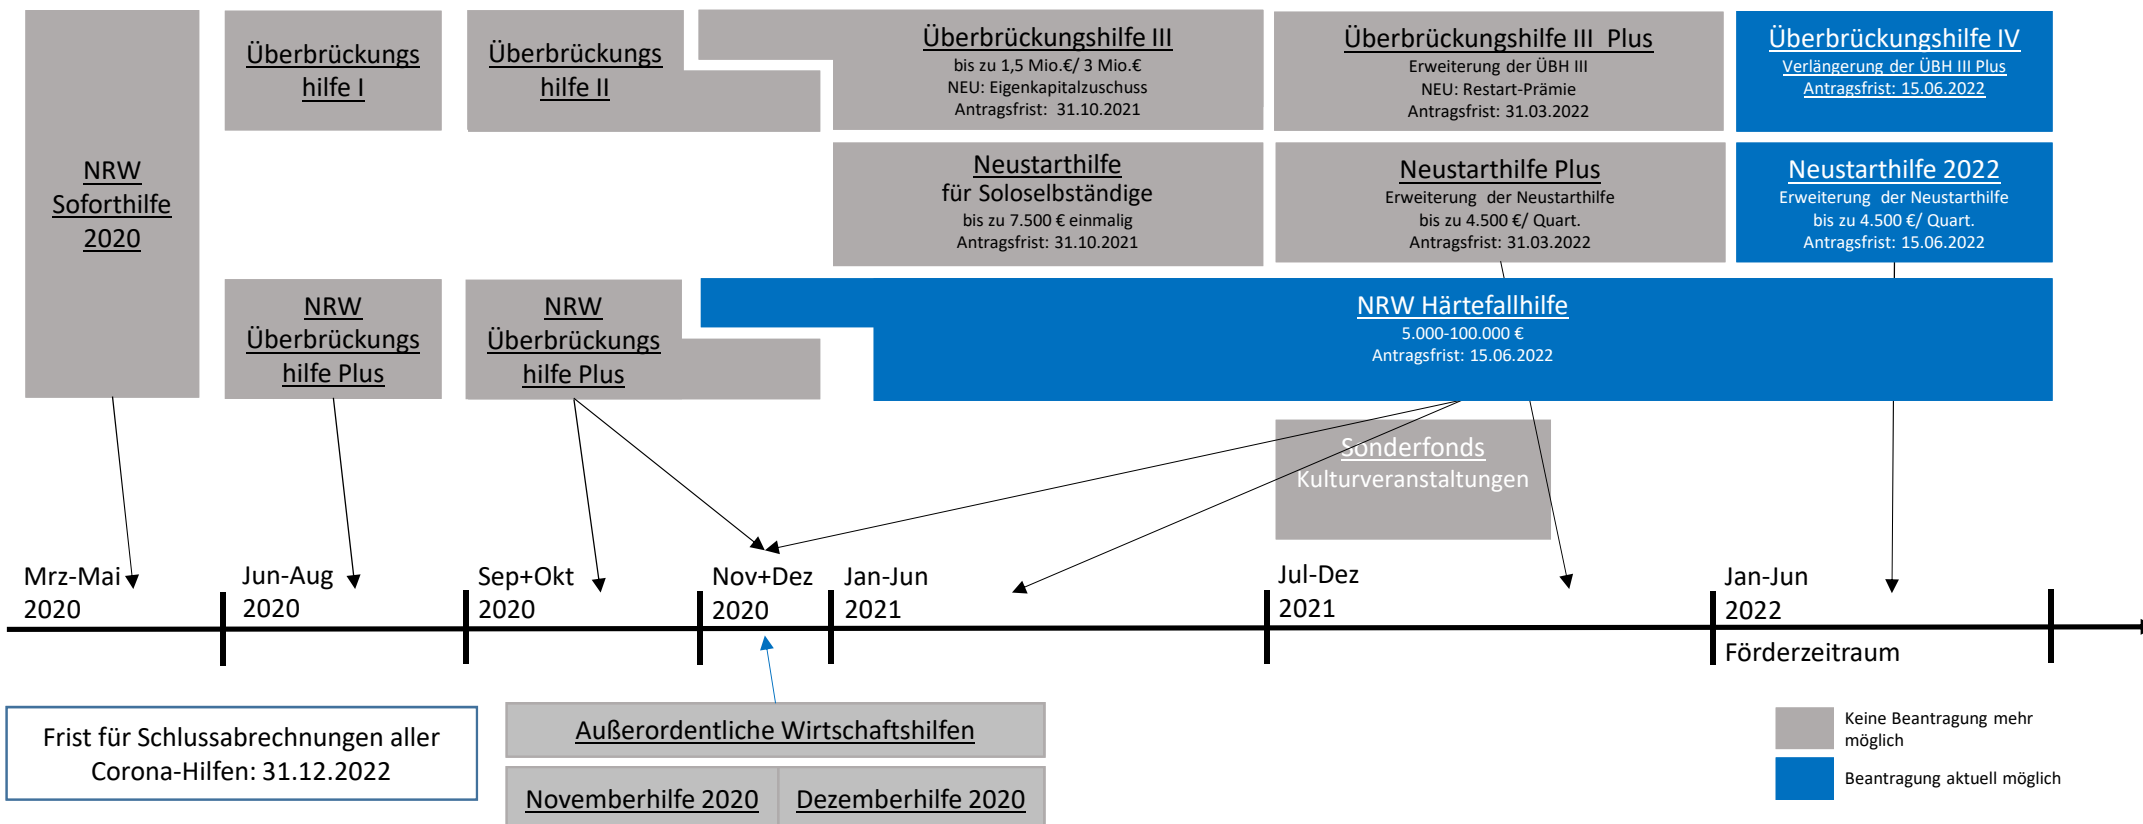 NRW
Soforthilfe
2020
Überbrückungs
hilfe I
Überbrückungs
hilfe II
Überbrückungshilfe III
bis zu 1,5 Mio.€/ 3 Mio.€
NEU: Eigenkapitalzuschuss
Antragsfrist: 31.10.2021
Überbrückungshilfe III Plus
Erweiterung der ÜBH III
NEU: Restart-Prämie
Antragsfrist: 31.03.2022
Überbrückungshilfe IV
Verlängerung der ÜBH III Plus
Antragsfrist: 15.06.2022
Neustarthilfe
für Soloselbständige
bis zu 7.500 € einmalig
Antragsfrist: 31.10.2021
Neustarthilfe Plus
Erweiterung der Neustarthilfe
bis zu 4.500 €/ Quart.
Antragsfrist: 31.03.2022
Neustarthilfe 2022
Erweiterung der Neustarthilfe
bis zu 4.500 €/ Quart.
Antragsfrist: 15.06.2022
NRW
Überbrückungs
hilfe Plus
NRW
Überbrückungs
hilfe Plus
NRW Härtefallhilfe
5.000-100.000 €
Antragsfrist: 15.06.2022
Sonderfonds
Kulturveranstaltungen
Mrz-Mai
2020
Jun-Aug
2020
Sep+Okt
2020
Nov+Dez
2020
Jan-Jun
2021
Jul-Dez
2021
Jan-Jun
2022
Förderzeitraum
Frist für Schlussabrechnungen aller
Corona-Hilfen: 31.12.2022
Außerordentliche Wirtschaftshilfen
Novemberhilfe 2020
Dezemberhilfe 2020
Keine Beantragung mehr
möglich
Beantragung aktuell möglich